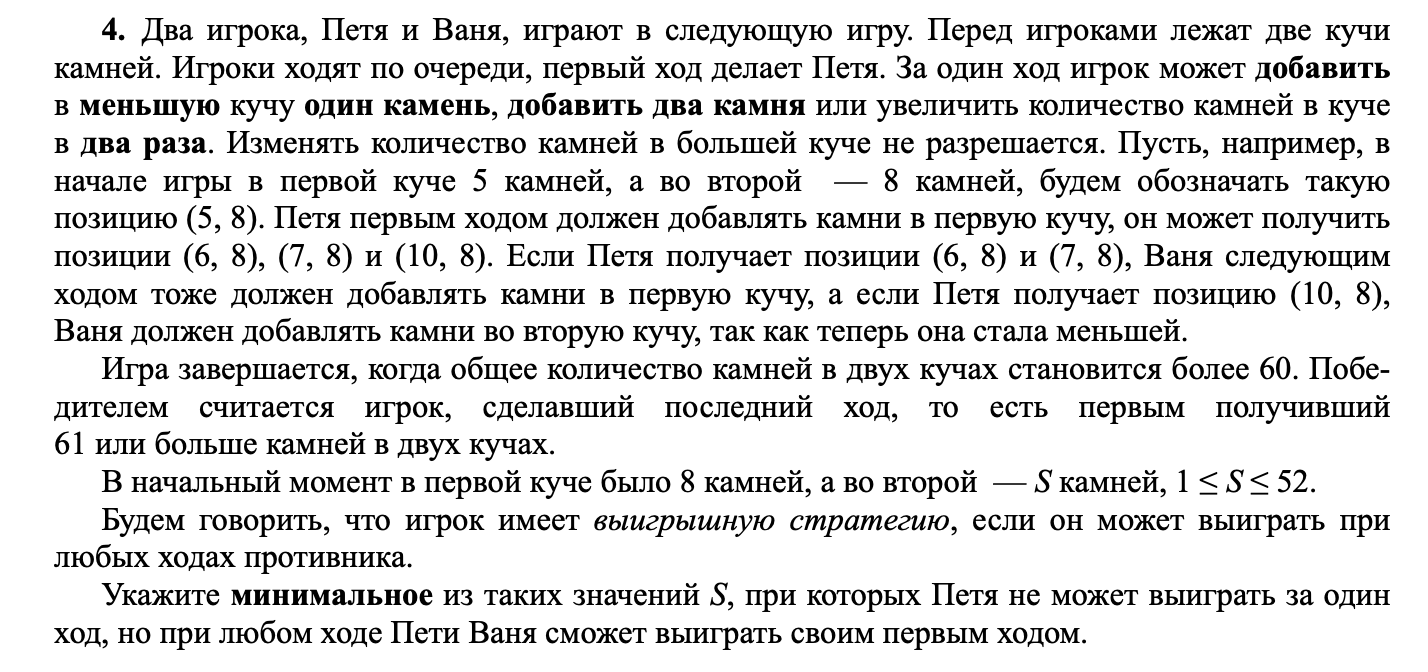 4. Два игрока, Петя и Ваня, играют в следующую игру. Перед игроками лежат две кучи
камней. Игроки ходят по очереди, первый ход делает Петя. За один ход игрок может добавить
в меньшую кучу один камень, добавить два камня или увеличить количество камней в куче
в два раза. Изменять количество камней в большей куче не разрешается. Пусть, например, в
начале игры в первой куче 5 камней, а во второй — 8 камней, будем обозначать такую
позицию (5, 8). Петя первым ходом должен добавлять камни в первую кучу, он может получить
позиции (6, 8), (7, 8) и (10, 8). Если Петя получает позиции (6, 8) и (7, 8), Ваня следующим
ходом тоже должен добавлять камни в первую кучу, а если Петя получает позицию (10, 8),
Ваня должен добавлять камни во вторую кучу, так как теперь она стала меньшей.
Игра завершается, когда общее количество камней в двух кучах становится более 60. Побе-
дителем считается игрок, сделавший последний ход, то есть первым получивший
61 или больше камней в двух кучах.
В начальный момент в первой куче было 8 камней, а во второй — S камней, 1 ≤ S ≤ 52.
Будем говорить, что игрок имеет выигрышную стратегию, если он может выиграть при
любых ходах противника.
Укажите минимальное из таких значений S, при которых Петя не может выиграть за один
ход, но при любом ходе Пети Ваня сможет выиграть своим первым ходом.